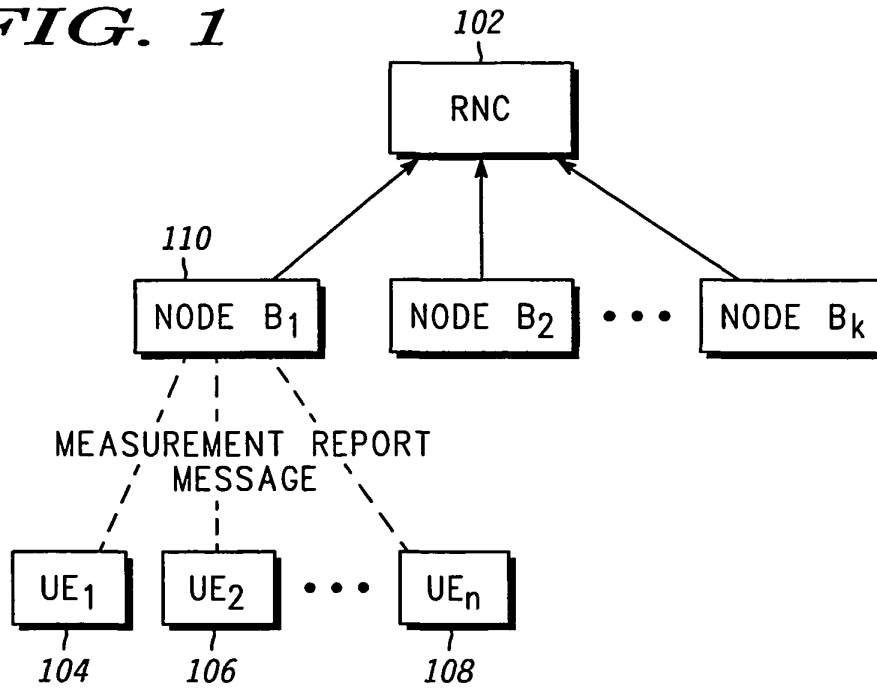 FIG. 1
102
RNC
110
NODE B1
NODE B2
NODE Bk
MEASUREMENT REPORT
MESSAGE
UE1
UE2
UEn
104
106
108